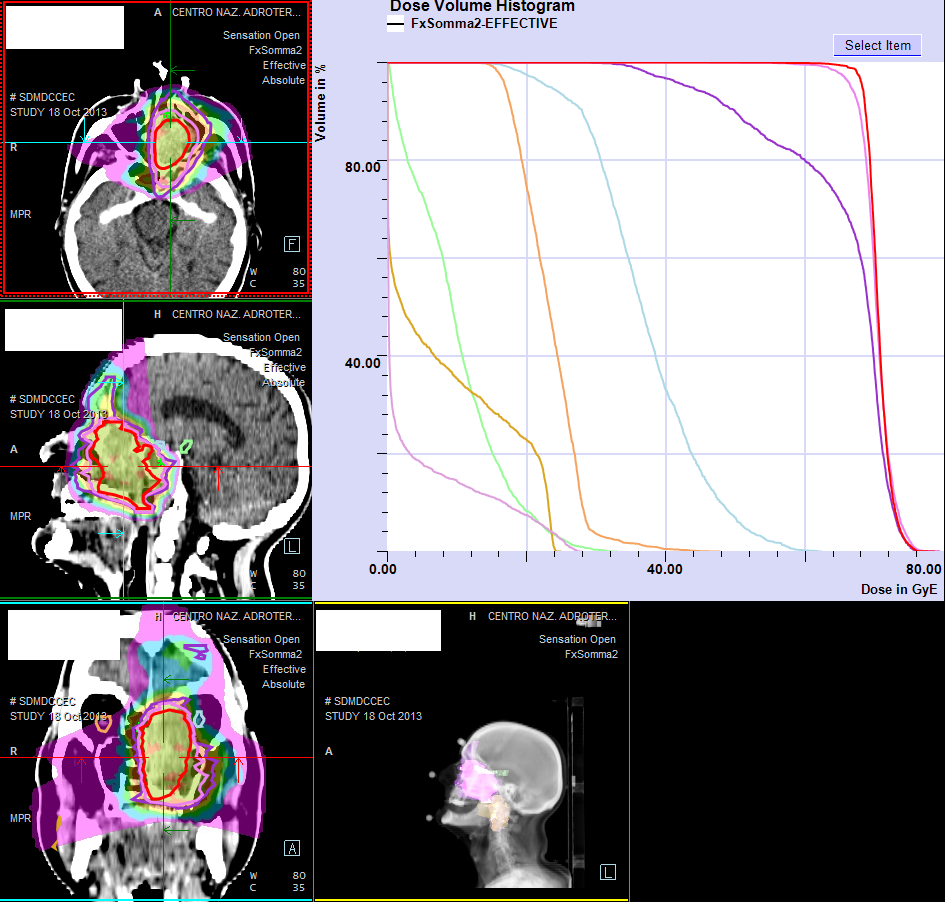 A CENTRO NAZ. ADROTER...
Sensation Open
FxSomma2
Effective
Absolute
# SDMDCCEC
STUDY 18 Oct 2013
R
MPR
F
W 80
C 35
H CENTRO NAZ. ADROTER...
Sensation Open
FxSomma2
Effective
Absolute
# SDMDCCEC
STUDY 18 Oct 2013
A
MPR
L
W 80
C 35
Dose Volume Histogram
FxSomma2-EFFECTIVE
Select Item
Volume in %
80.00
40.00
0.00 40.00 80.00
Dose in GyE
H CENTRO NAZ. ADROTER...
Sensation Open
FxSomma2
Effective
Absolute
# SDMDCCEC
STUDY 18 Oct 2013
R
MPR
A
W 80
C 35
H CENTRO NAZ. ADROTER...
Sensation Open
FxSomma2
# SDMDCCEC
STUDY 18 Oct 2013
A
L